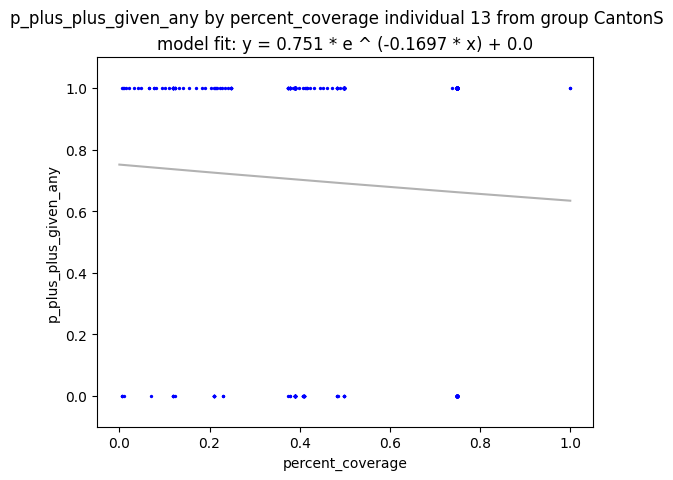 p_plus_plus_given_any by percent_coverage individual 13 from group CantonS
model fit: y = 0.751 * e ^ (-0.1697 * x) + 0.0
1.0
0.8
0.6
0.4
0.2
0.0
p_plus_plus_given_any
0.0 0.2 0.4 0.6 0.8 1.0
percent_coverage